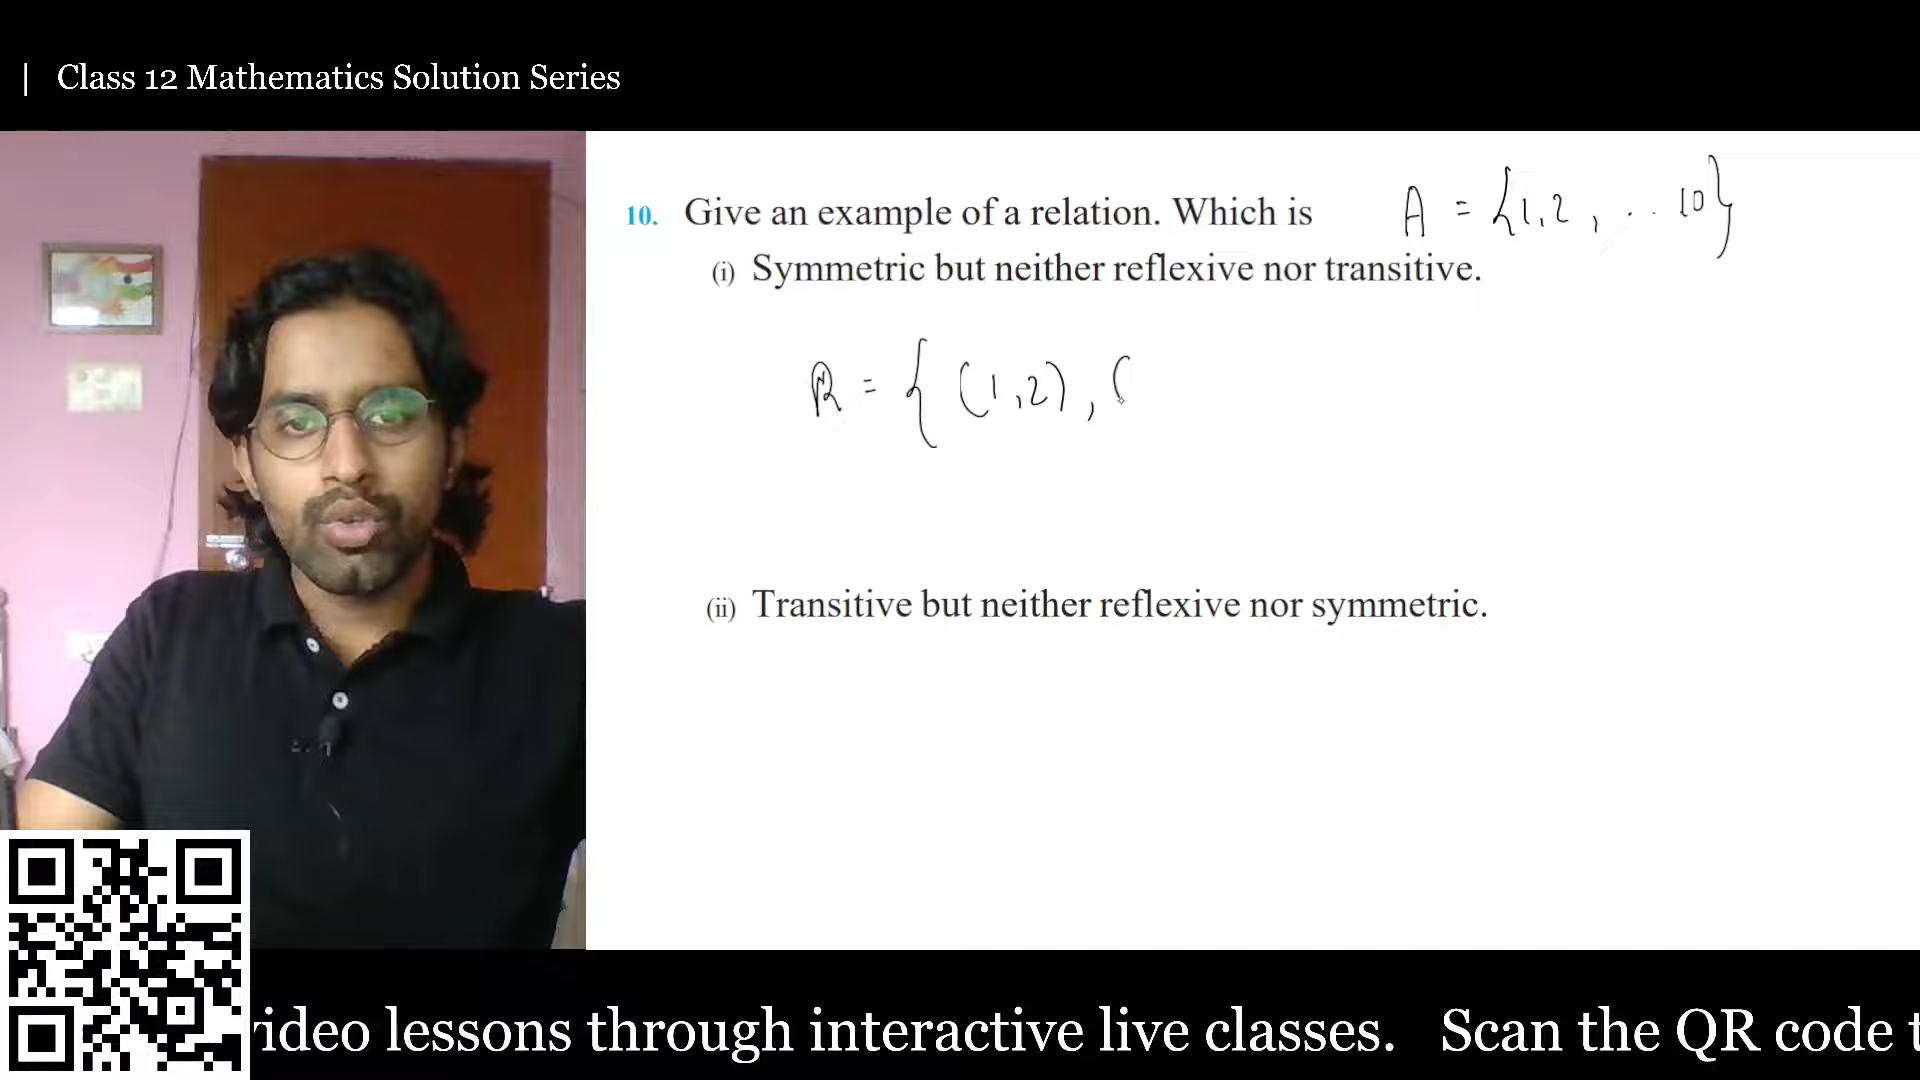 | Class 12 Mathematics Solution Series
10. Give an example of a relation. Which is
A = {1,2, .. 10}
(i) Symmetric but neither reflexive nor transitive.
R = { (1,2), (
(ii) Transitive but neither reflexive nor symmetric.
video lessons through interactive live classes. Scan the QR code t